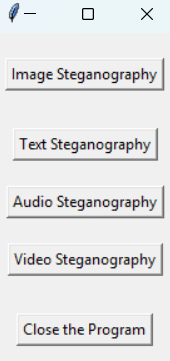 Image Steganography
Text Steganography
Audio Steganography
Video Steganography
Close the Program